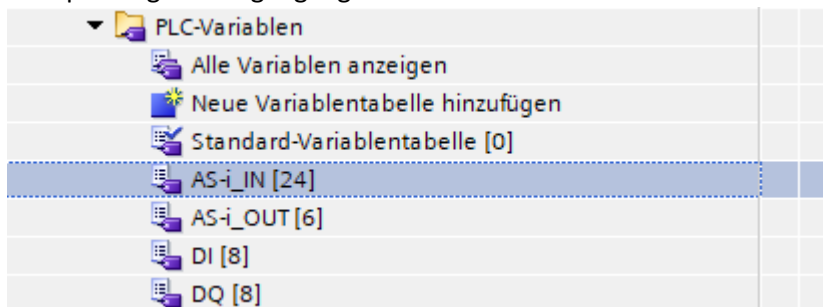 PLC-Variablen
Alle Variablen anzeigen
Neue Variablentabelle hinzufügen
Standard-Variablentabelle [0]
AS-i_IN [24]
AS-i_OUT [6]
DI [8]
DQ [8]